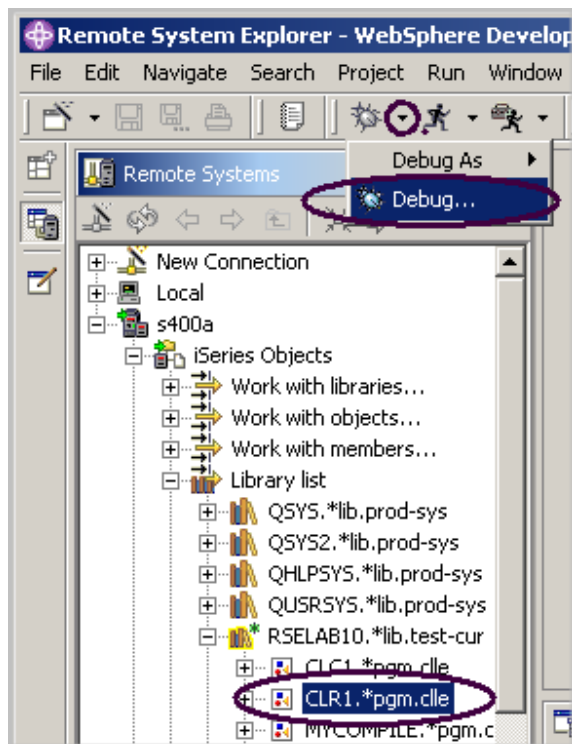 Remote System Explorer - WebSphere Develop
File Edit Navigate Search Project Run Window
Debug As
Remote Systems
Debug...
New Connection
Local
s400a
iSeries Objects
Work with libraries...
Work with objects...
Work with members...
Library list
QSYS.*lib.prod-sys
QSYS2.*lib.prod-sys
QHLPSYS.*lib.prod-sys
QUSRSYS.*lib.prod-sys
RSELAB10.*lib.test-cur
CLC1.*pgm.clle
CLR1.*pgm.clle
MYCOMPILE.*pgm.c